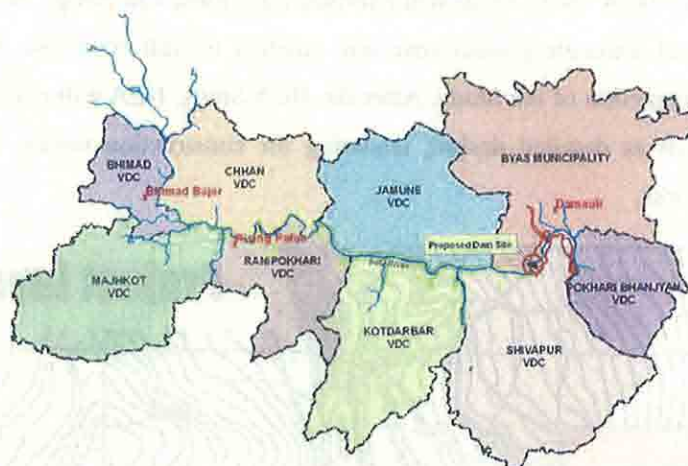 BHIMAD
VDC
Bhimad Bajar
CHHAN
VDC
JAMUNE
VDC
BYAS MUNICIPALITY
Damauli
Rising Patan
RANIPOKHARI
VDC
Proposed Dam Site
MAJHKOT
VDC
KOTDARBAR
VDC
SHIVAPUR
VDC
POKHARI BHANJYANG
VDC